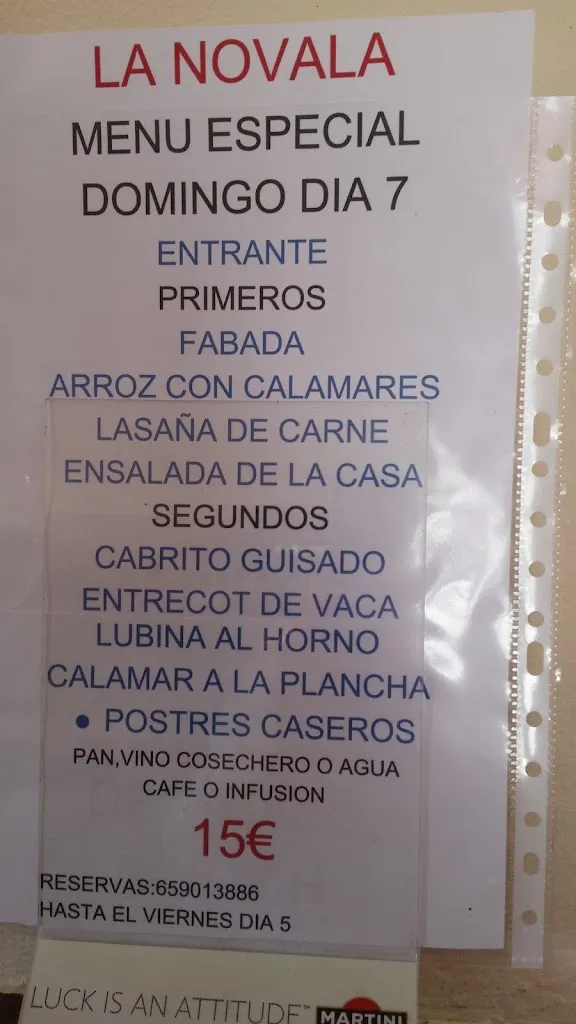 LA NOVALA
MENU ESPECIAL
DOMINGO DIA 7
ENTRANTE
PRIMEROS
FABADA
ARROZ CON CALAMARES
LASAÑA DE CARNE
ENSALADA DE LA CASA
SEGUNDOS
CABRITO GUISADO
ENTRECOT DE VACA
LUBINA AL HORNO
CALAMAR A LA PLANCHA
• POSTRES CASEROS
PAN,VINO COSECHERO O AGUA
CAFE O INFUSION
15€
RESERVAS:659013886
HASTA EL VIERNES DIA 5
LUCK IS AN ATTITUDE™ MARTINI